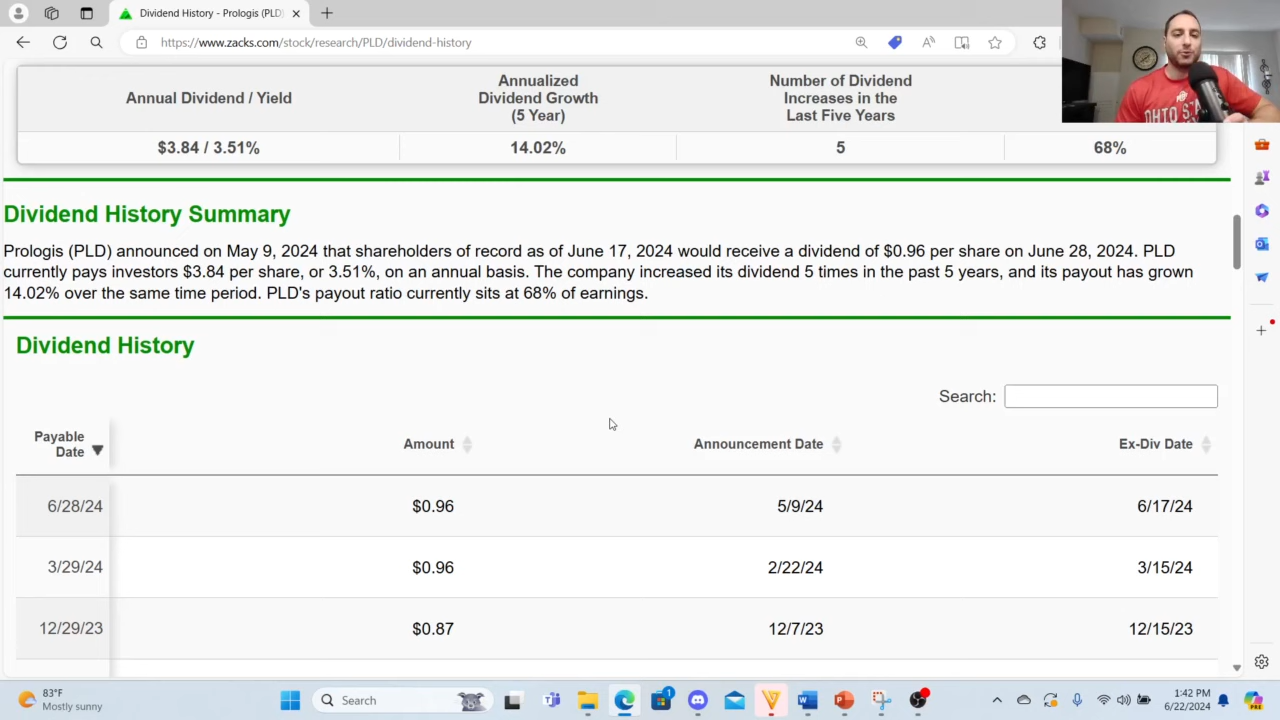 Dividend History - Prologis (PLD)
https://www.zacks.com/stock/research/PLD/dividend-history
OHIO STA
Annual Dividend / Yield
Annualized
Dividend Growth
(5 Year)
Number of Dividend
Increases in the
Last Five Years
$3.84 / 3.51%
14.02%
5
68%
Dividend History Summary
Prologis (PLD) announced on May 9, 2024 that shareholders of record as of June 17, 2024 would receive a dividend of $0.96 per share on June 28, 2024. PLD
currently pays investors $3.84 per share, or 3.51%, on an annual basis. The company increased its dividend 5 times in the past 5 years, and its payout has grown
14.02% over the same time period. PLD's payout ratio currently sits at 68% of earnings.
Dividend History
Search:
Payable
Date
Amount
Announcement Date
Ex-Div Date
6/28/24
$0.96
5/9/24
6/17/24
3/29/24
$0.96
2/22/24
3/15/24
12/29/23
$0.87
12/7/23
12/15/23
83°F
Mostly sunny
Search
1
1:42 PM
6/22/2024
PRE